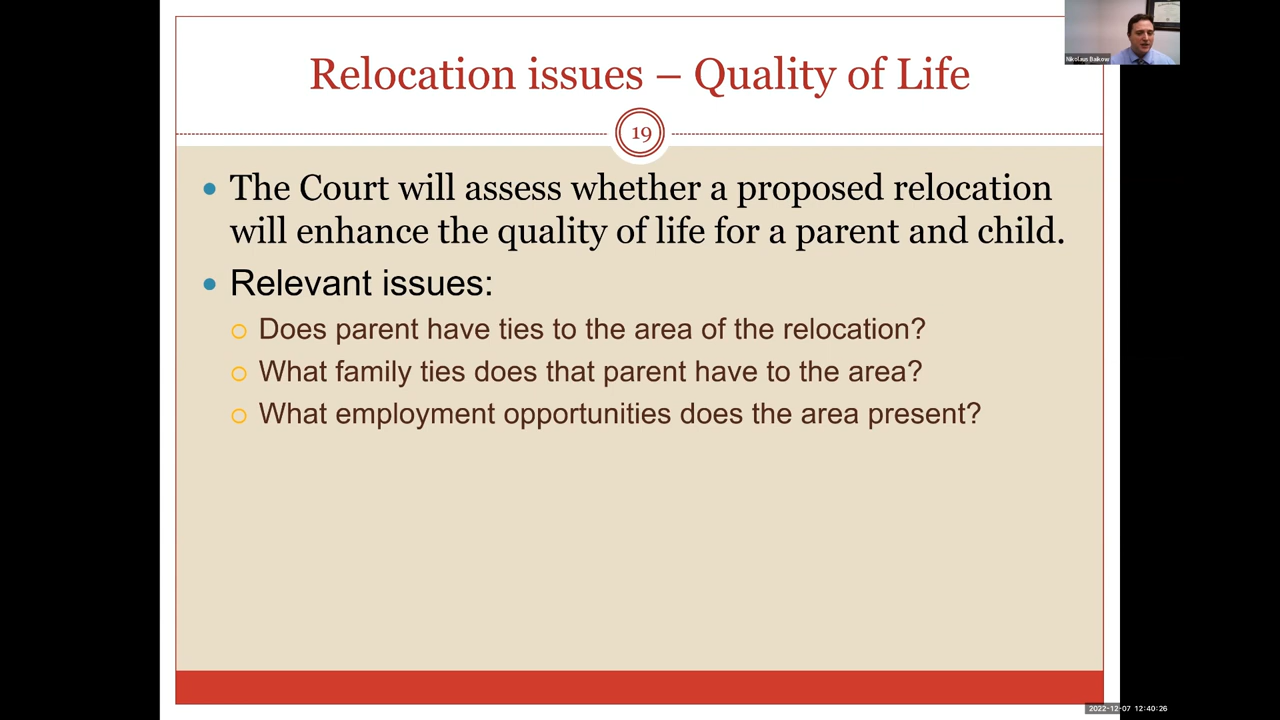 Relocation issues – Quality of Life
Nikolaus Baikow
19
• The Court will assess whether a proposed relocation
will enhance the quality of life for a parent and child.
• Relevant issues:
○ Does parent have ties to the area of the relocation?
○ What family ties does that parent have to the area?
○ What employment opportunities does the area present?
2022-12-07 12:40:26